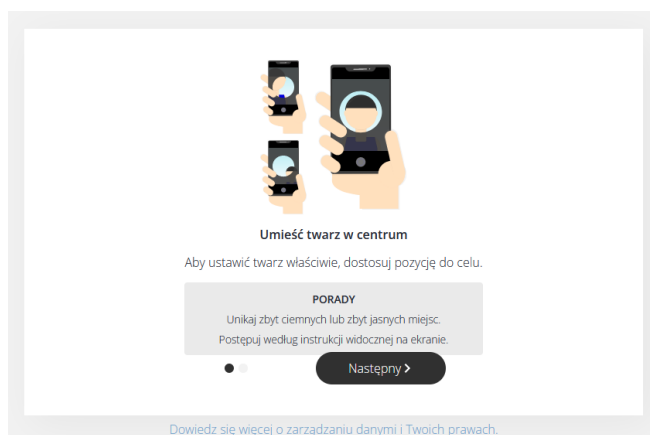 Umieść twarz w centrum
Aby ustawić twarz właściwie, dostosuj pozycję do celu.
PORADY
Unikaj zbyt ciemnych lub zbyt jasnych miejsc.
Postępuj według instrukcji widocznej na ekranie.
Następny
Dowiedz się więcej o zarządzaniu danymi i Twoich prawach.